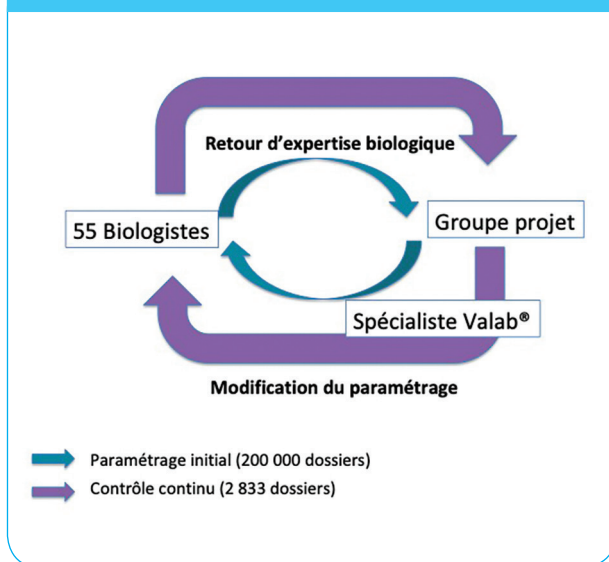 Retour d’expertise biologique
55 Biologistes
Groupe projet
Spécialiste Valab®
Modification du paramétrage
Paramétrage initial (200 000 dossiers)
Contrôle continu (2 833 dossiers)